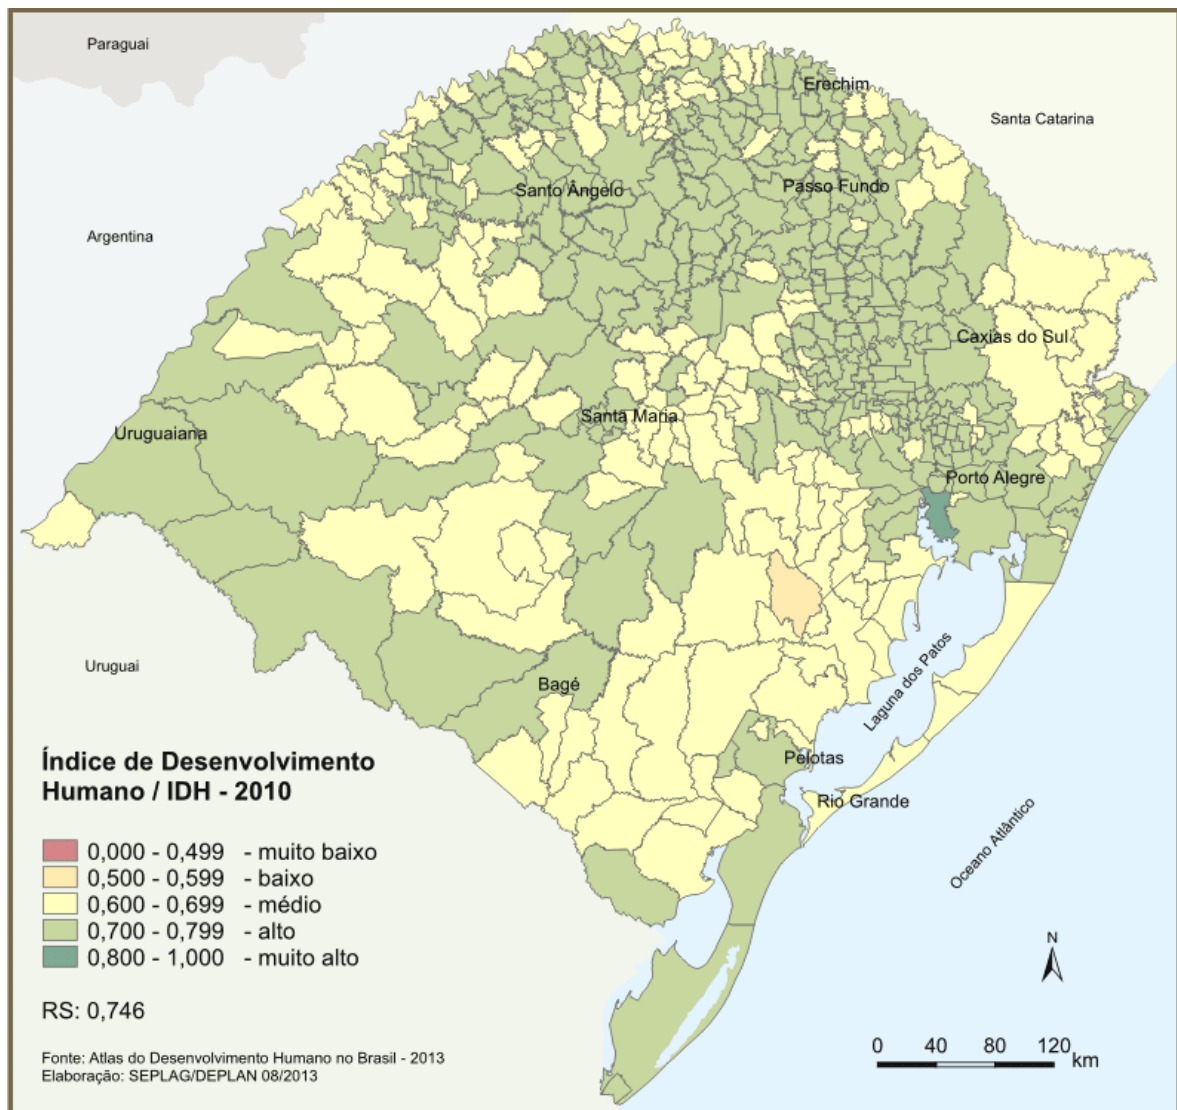 Paraguai
Erechim
Santa Catarina
Santo Ângelo
Passo Fundo
Argentina
Caxias do Sul
Santa Maria
Uruguaiana
Porto Alegre
Uruguai
Laguna dos Patos
Bagé
Pelotas
Rio Grande
Oceano Atlântico
Índice de Desenvolvimento
Humano / IDH - 2010
0,000 - 0,499 - muito baixo
0,500 - 0,599 - baixo
0,600 - 0,699 - médio
0,700 - 0,799 - alto
0,800 - 1,000 - muito alto
RS: 0,746
Fonte: Atlas do Desenvolvimento Humano no Brasil - 2013
Elaboração: SEPLAG/DEPLAN 08/2013
N
0 40 80 120
km